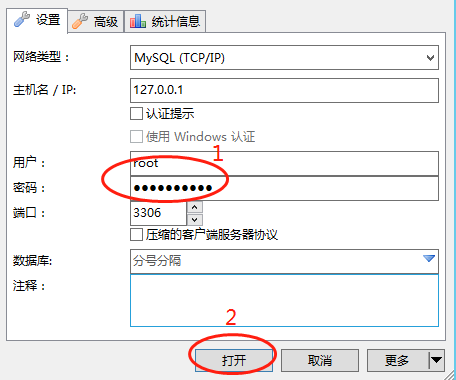 设置 高级 统计信息
网络类型： MySQL (TCP/IP)
主机名 / IP: 127.0.0.1
认证提示
使用 Windows 认证
1
用户： root
密码： ●●●●●●●●●●
端口： 3306
压缩的客户端服务器协议
数据库: 分号分隔
注释：
2
打开 取消 更多